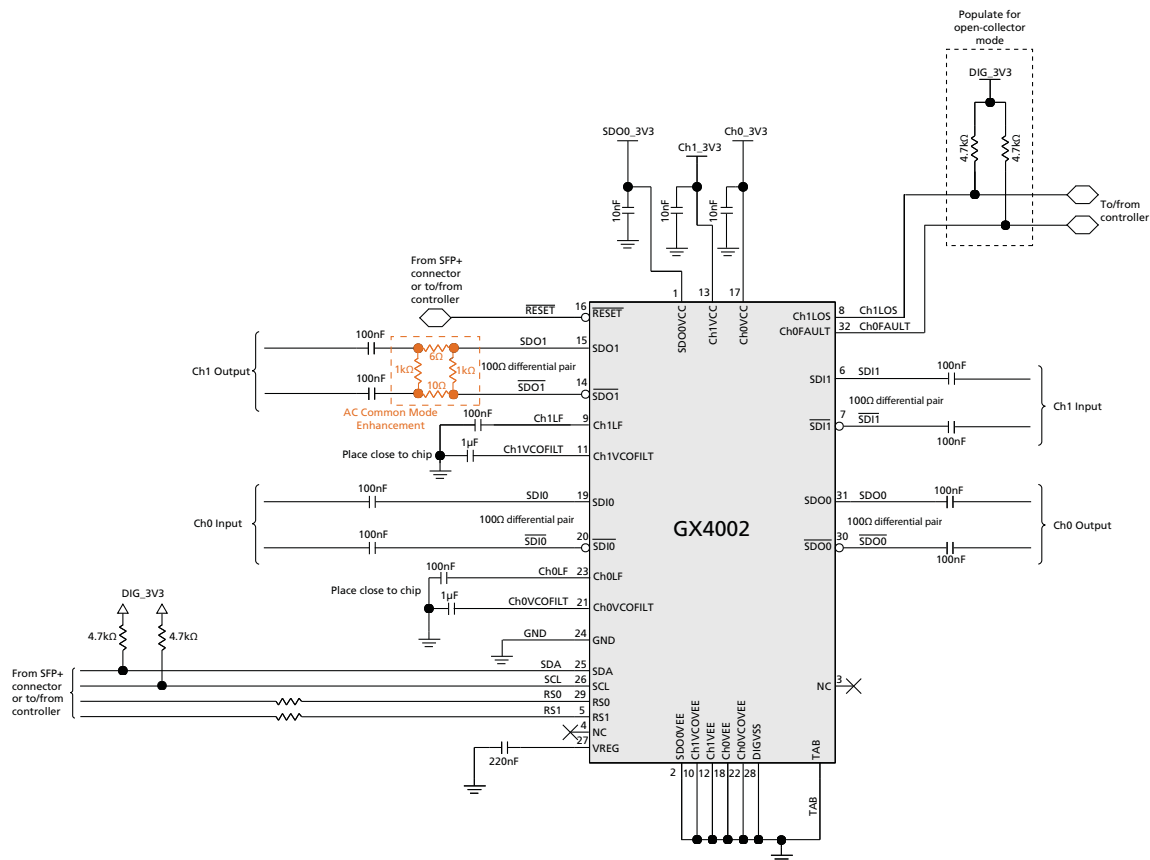 Populate for
open-collector
mode
DIG_3V3
4.7kΩ
4.7kΩ
To/from
controller
SDO0_3V3
Ch1_3V3
Ch0_3V3
10nF
10nF
10nF
From SFP+
connector
or to/from
controller
1
13
17
SDO0VCC
Ch1VCC
Ch0VCC
RESET
16
RESET
Ch1LOS
8
Ch1LOS
Ch0FAULT
32
Ch0FAULT
Ch1 Output
100nF
6Ω
SDO1
15
SDO1
1kΩ
1kΩ
100Ω differential pair
100nF
10Ω
SDO1
14
SDO1
AC Common Mode
Enhancement
SDI1
6
SDI1
100nF
100Ω differential pair
Ch1 Input
SDI1
7
SDI1
100nF
100nF
Ch1LF
9
Ch1LF
Place close to chip
1µF
Ch1VCOFILT
11
Ch1VCOFILT
Ch0 Input
100nF
SDI0
19
SDI0
100Ω differential pair
100nF
SDI0
20
SDI0
GX4002
SDO0
31
SDO0
100nF
100Ω differential pair
Ch0 Output
SDO0
30
SDO0
100nF
100nF
Ch0LF
23
Ch0LF
Place close to chip
1µF
Ch0VCOFILT
21
Ch0VCOFILT
DIG_3V3
4.7kΩ
4.7kΩ
GND
24
GND
From SFP+
connector
or to/from
controller
SDA
25
SDA
SCL
26
SCL
RS0
29
RS0
RS1
5
RS1
4
NC
27
VREG
220nF
NC
3
SDO0VEE
Ch1VCOVEE
Ch1VEE
Ch0VEE
Ch0VCOVEE
DIGVSS
TAB
2
10
12
18
22
28
TAB